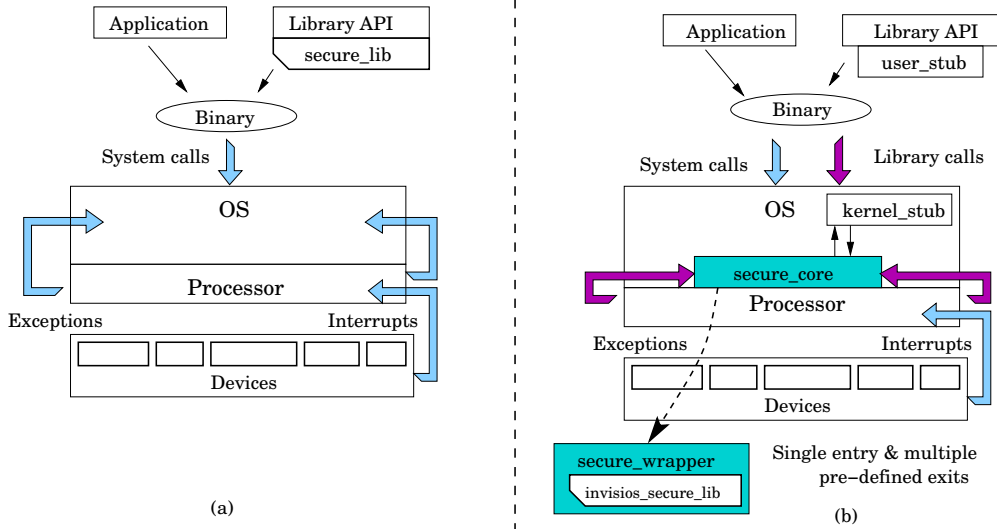 Application
Library API
secure_lib
Binary
System calls
OS
Processor
Exceptions
Interrupts
Devices
(a)
Application
Library API
user_stub
Binary
System calls
Library calls
OS
kernel_stub
secure_core
Processor
Exceptions
Interrupts
Devices
secure_wrapper
invisios_secure_lib
Single entry & multiple
pre-defined exits
(b)